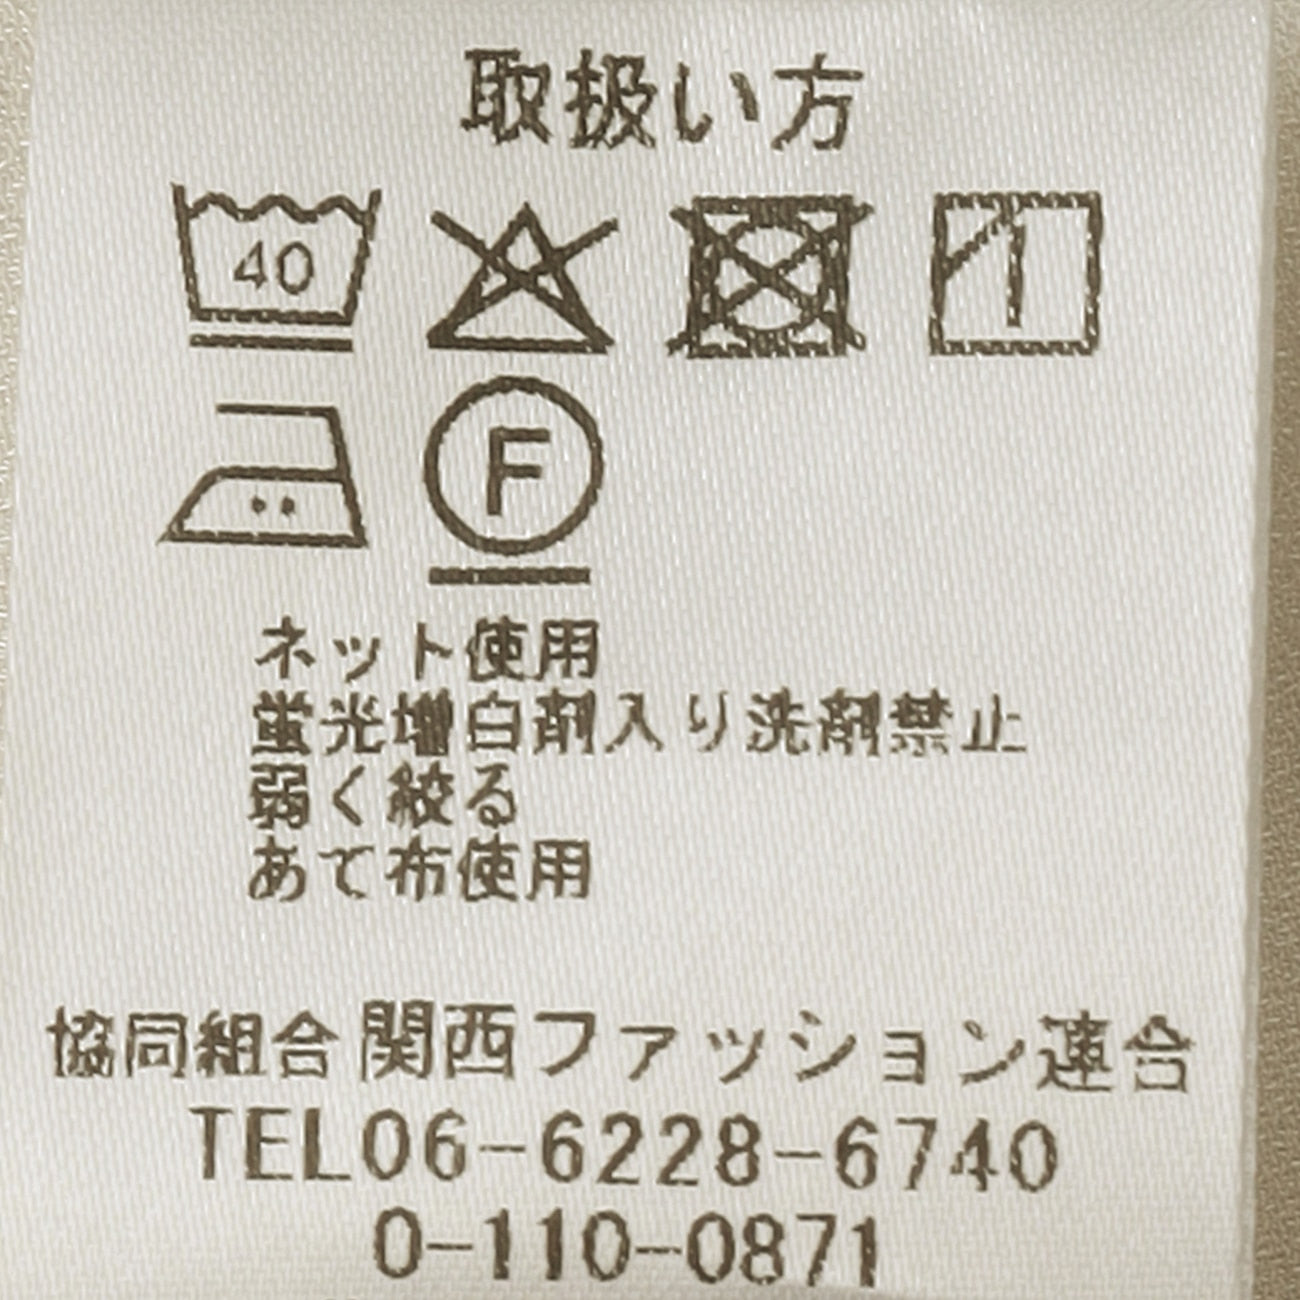 取扱い方
40
F
ネット使用
蛍光増白剤入り洗剤禁止
弱く絞る
あて布使用
協同組合関西ファッション連合
TEL06-6228-6740
0-110-0871